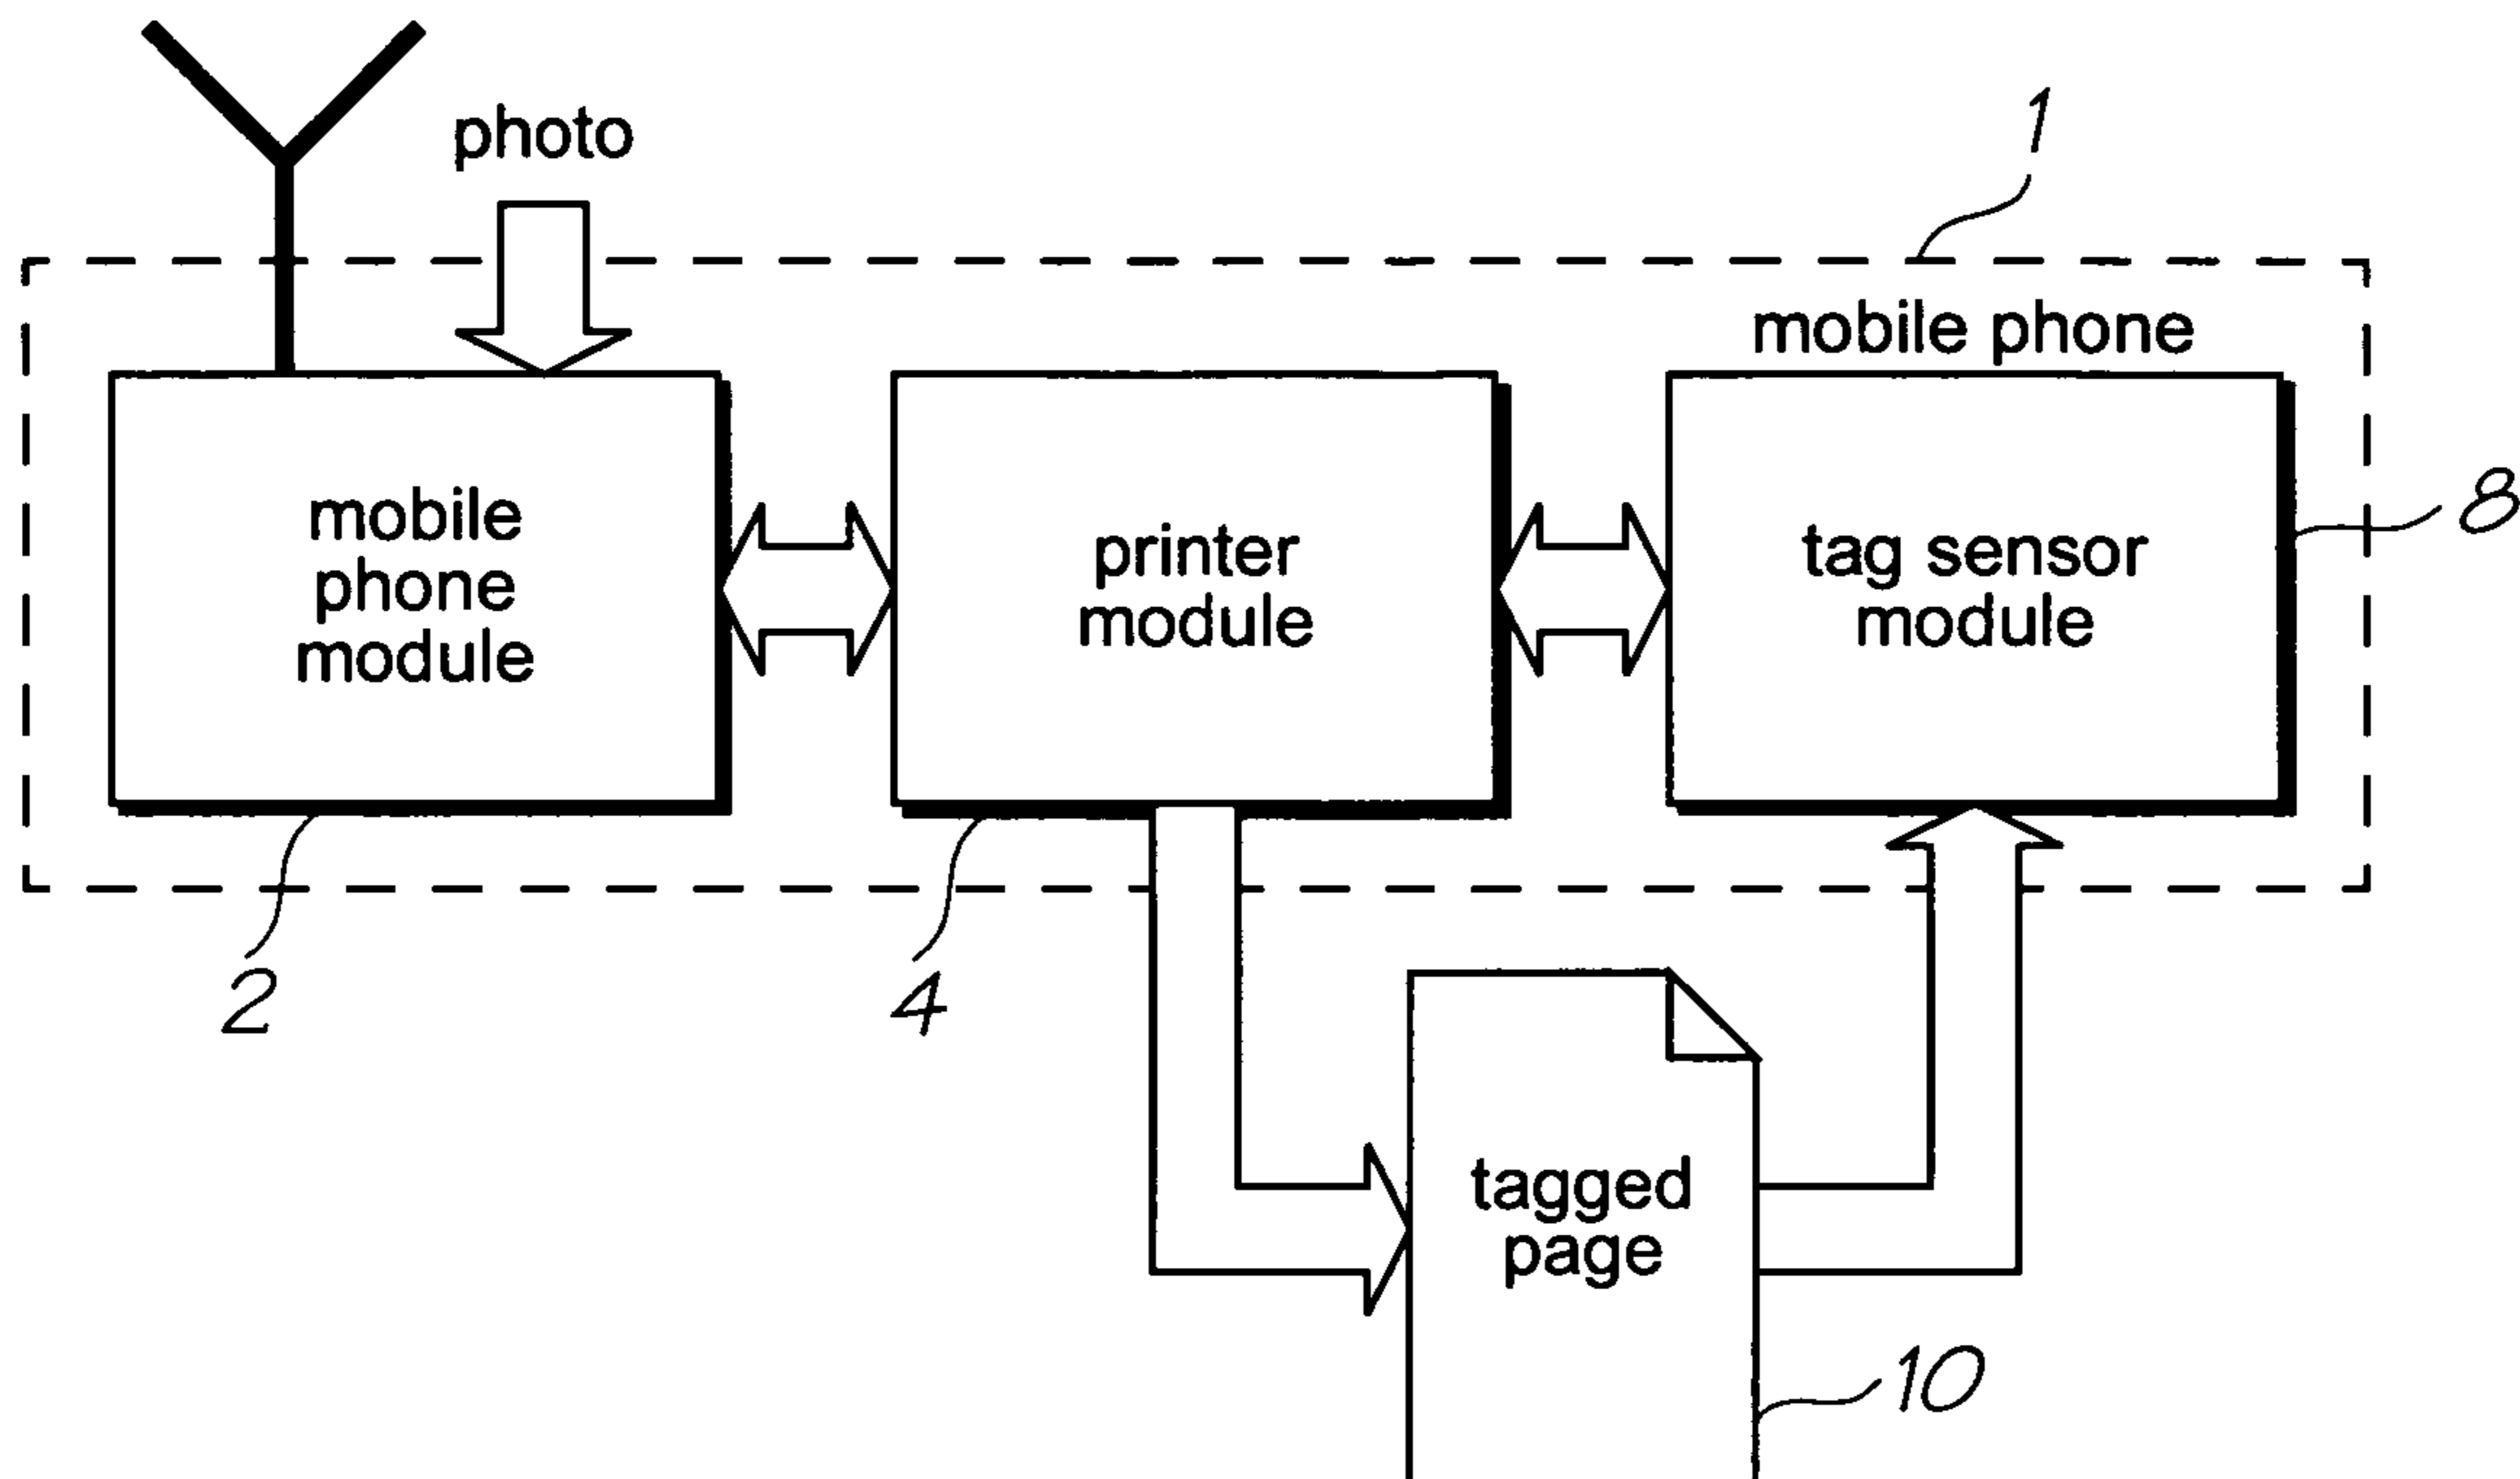 photo
1
mobile phone
mobile
phone
module
printer
module
tag sensor
module
8
2
4
tagged
page
10